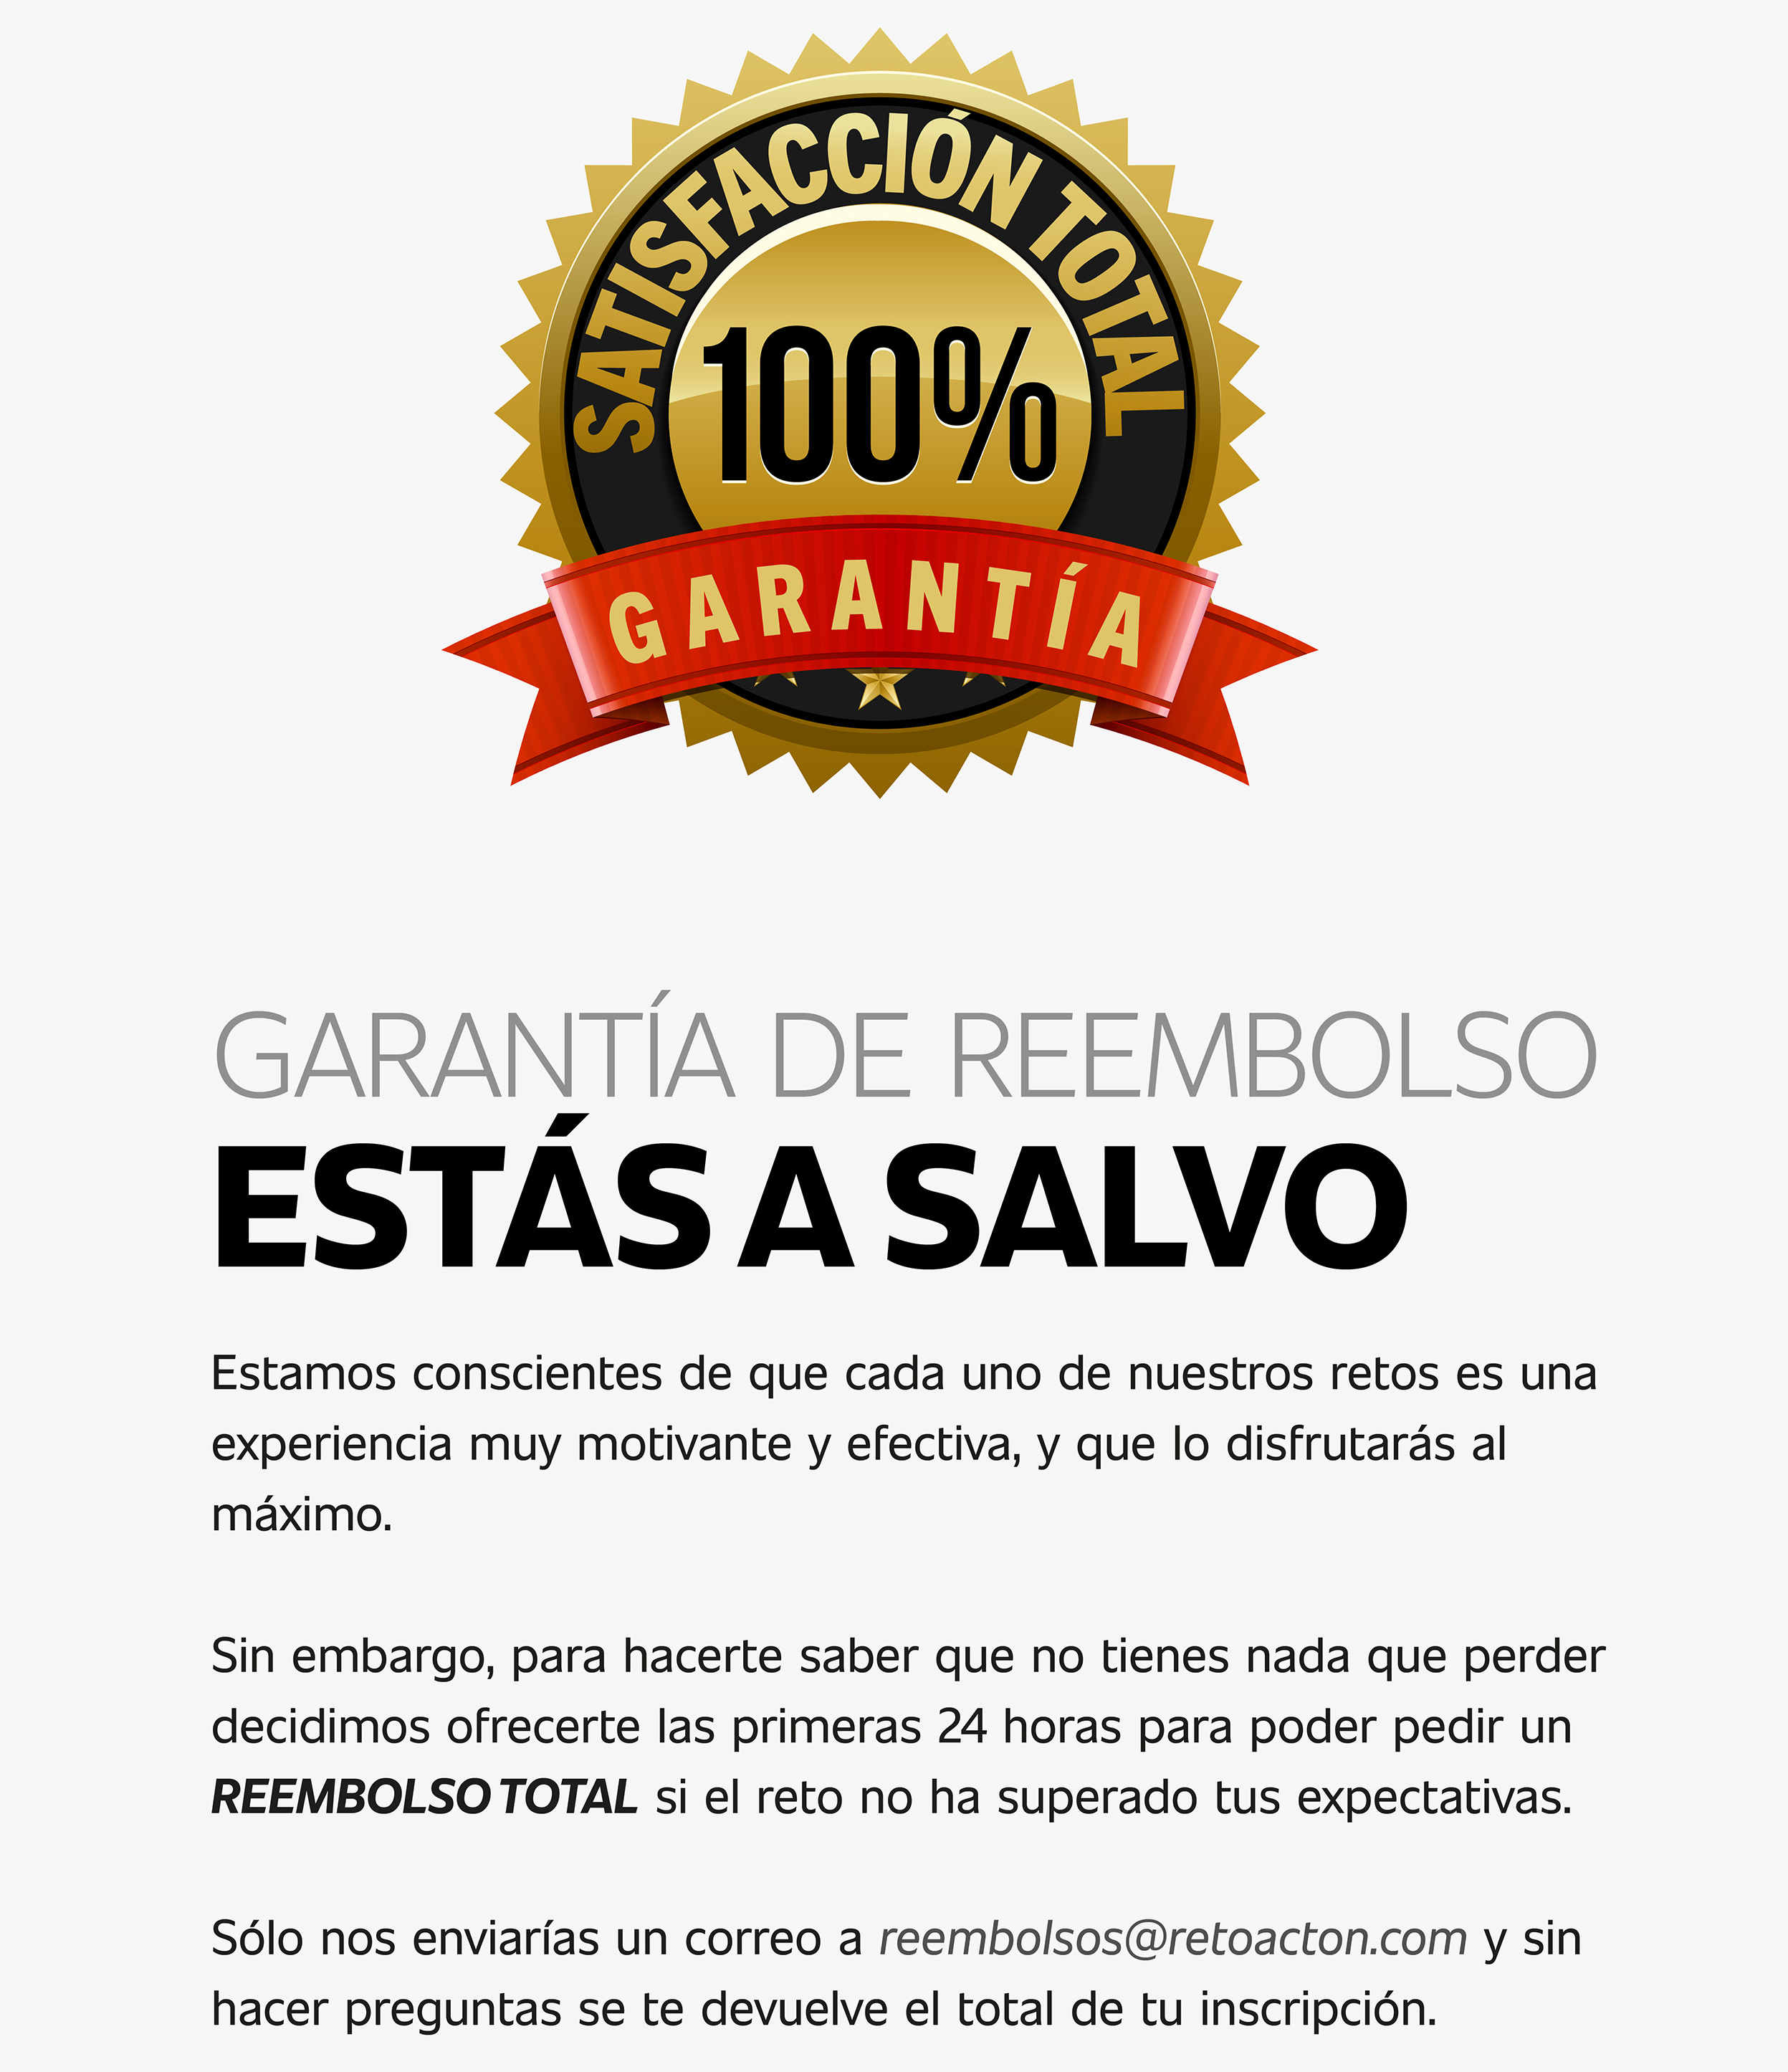 SATISFACCIÓN TOTAL
100%
GARANTÍA
GARANTÍA DE REEMBOLSO
ESTÁS A SALVO
Estamos conscientes de que cada uno de nuestros retos es una
experiencia muy motivante y efectiva, y que lo disfrutarás al
máximo.
Sin embargo, para hacerte saber que no tienes nada que perder
decidimos ofrecerte las primeras 24 horas para poder pedir un
REEMBOLSO TOTAL si el reto no ha superado tus expectativas.
Sólo nos enviarías un correo a reembolsos@retoacton.com y sin
hacer preguntas se te devuelve el total de tu inscripción.